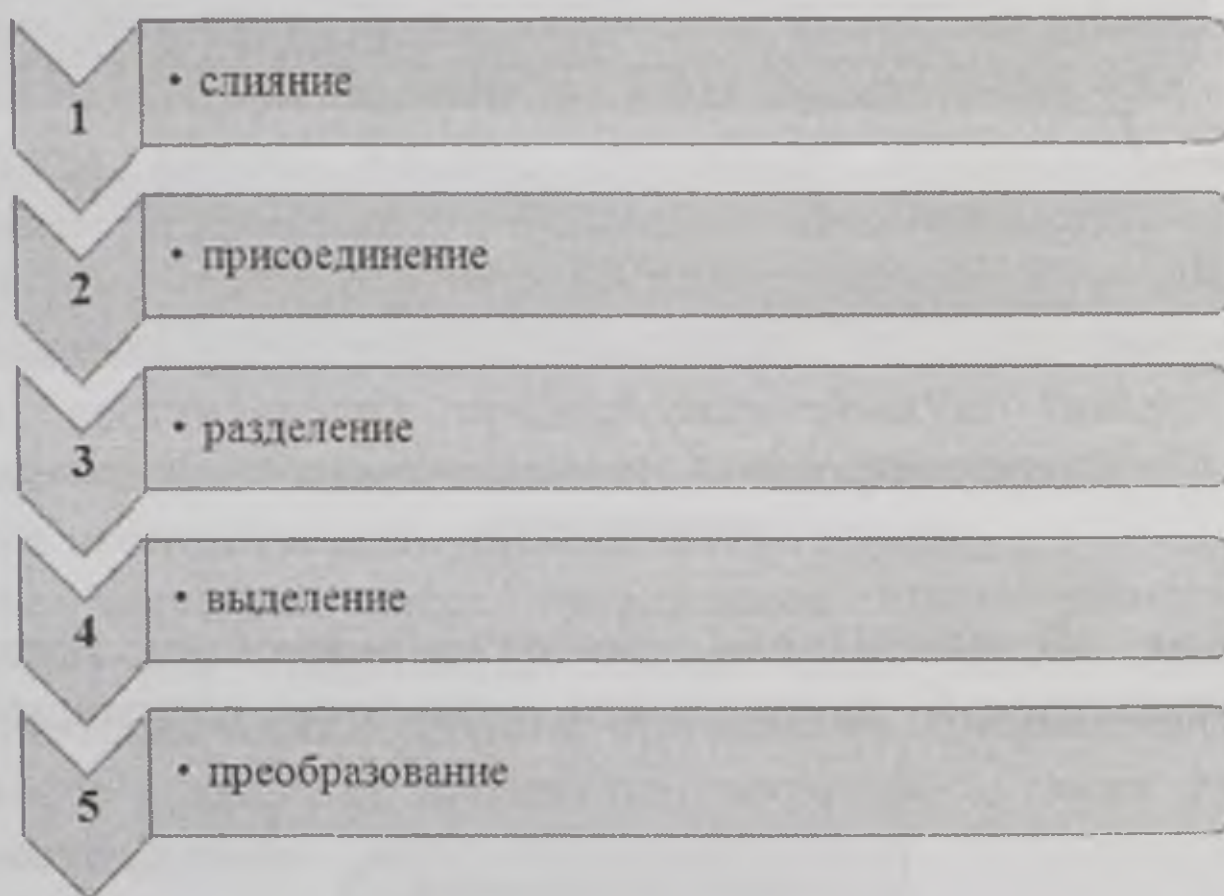 1
• слияние
2
• присоединение
3
• разделение
4
• выделение
5
• преобразование